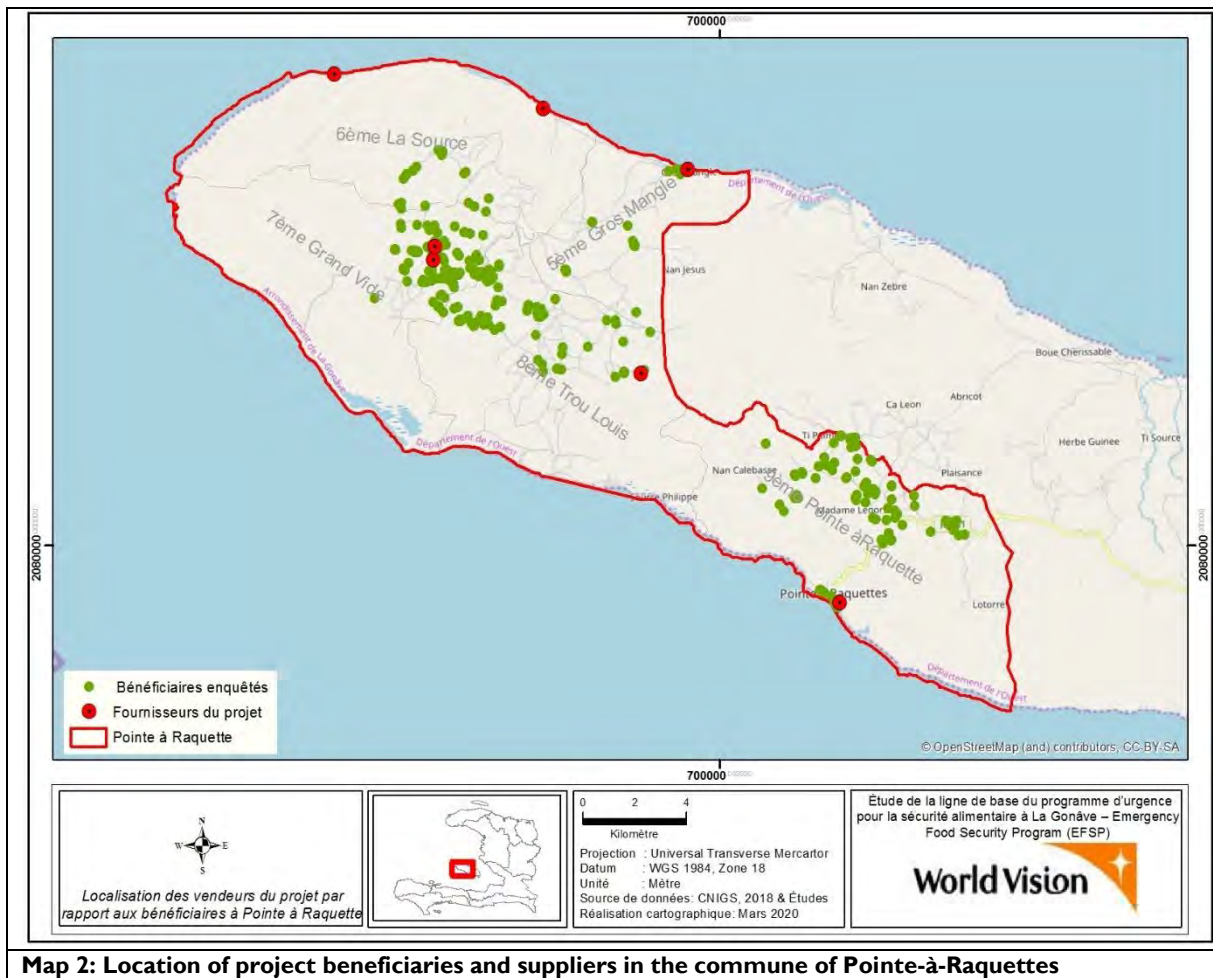 700000
6ème La Source
5ème Gros Mangle
Département de l'Ouest
7ème Grand Vide
Nan Jesus
Nan Zebre
Arrondissement de La Gonâve
Boue Cherissable
8ème Trou Louis
Ca Leon
Abricot
Herbe Guinee
Ti Source
Département de l'Ouest
Nan Calebasse
Plaisance
9ème Pointe àRaquette
2080000
2080000
Lotorre
Département de l'Ouest
Bénéficiaires enquêtés
Fournisseurs du projet
Pointe à Raquette
© OpenStreetMap (and) contributors, CC-BY-SA
700000
N
W E
S
Localisation des vendeurs du projet par
rapport aux bénéficiaires à Pointe à Raquette
0 2 4
Kilomètre
Projection : Universal Transverse Mercartor
Datum : WGS 1984, Zone 18
Unité : Mètre
Source de données: CNIGS, 2018 & Études
Réalisation cartographique: Mars 2020
Étude de la ligne de base du programme d'urgence
pour la sécurité alimentaire à La Gonâve – Emergency
Food Security Program (EFSP)
World Vision
Map 2: Location of project beneficiaries and suppliers in the commune of Pointe-à-Raquettes